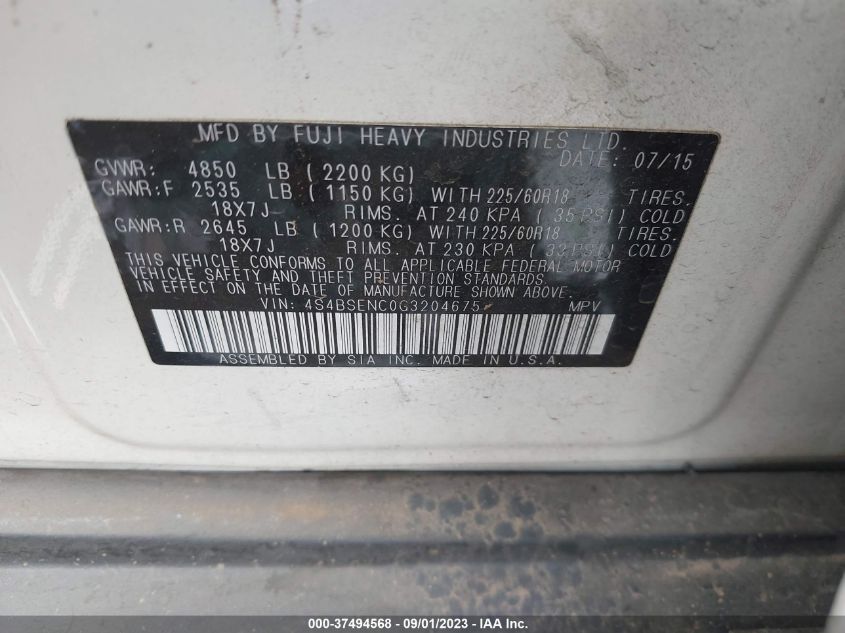 MFD BY FUJI HEAVY INDUSTRIES LTD.
DATE: 07/15
GVWR: 4850 LB ( 2200 KG)
GAWR:F 2535 LB ( 1150 KG) WITH 225/60R18 TIRES.
18X7J RIMS. AT 240 KPA ( 35 PSI) COLD
GAWR:R 2645 LB ( 1200 KG) WITH 225/60R18 TIRES.
18X7J RIMS. AT 230 KPA ( 33 PSI) COLD
THIS VEHICLE CONFORMS TO ALL APPLICABLE FEDERAL MOTOR
VEHICLE SAFETY AND THEFT PREVENTION STANDARDS
IN EFFECT ON THE DATE OF MANUFACTURE SHOWN ABOVE.
VIN: 4S4BSENC0G3204675 MPV
ASSEMBLED BY SIA INC. MADE IN U.S.A.
000-37494568 - 09/01/2023 - IAAI.com